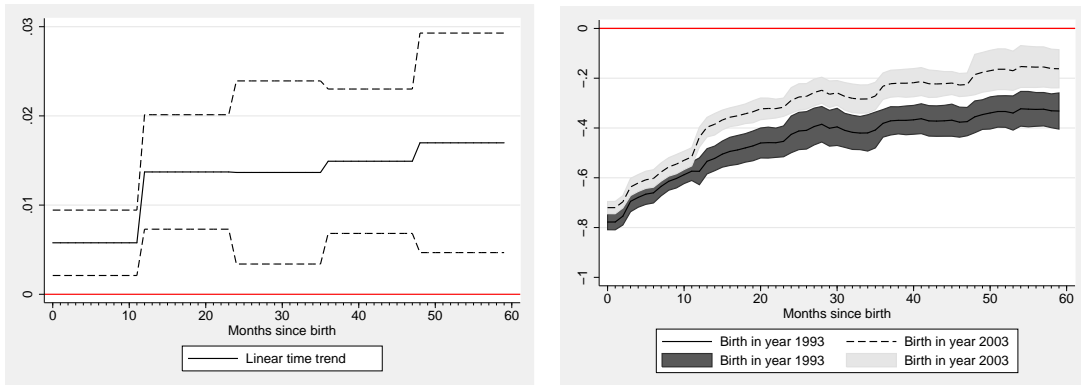 .03
.02
.01
0
0 10 20 30 40 50 60
Months since birth
Linear time trend
0
-.2
-.4
-.6
-.8
-1
0 10 20 30 40 50 60
Months since birth
Birth in year 1993 Birth in year 2003
Birth in year 1993 Birth in year 2003